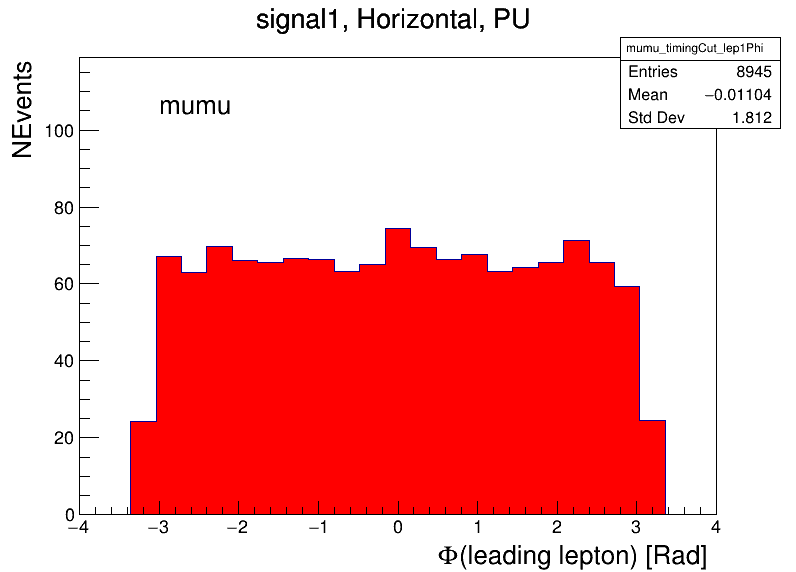 signal1, Horizontal, PU
mumu_timingCut_lep1Phi
Entries 8945
Mean −0.01104
Std Dev 1.812
NEvents
mumu
100
80
60
40
20
0
−4 −3 −2 −1 0 1 2 3 4
Φ(leading lepton) [Rad]